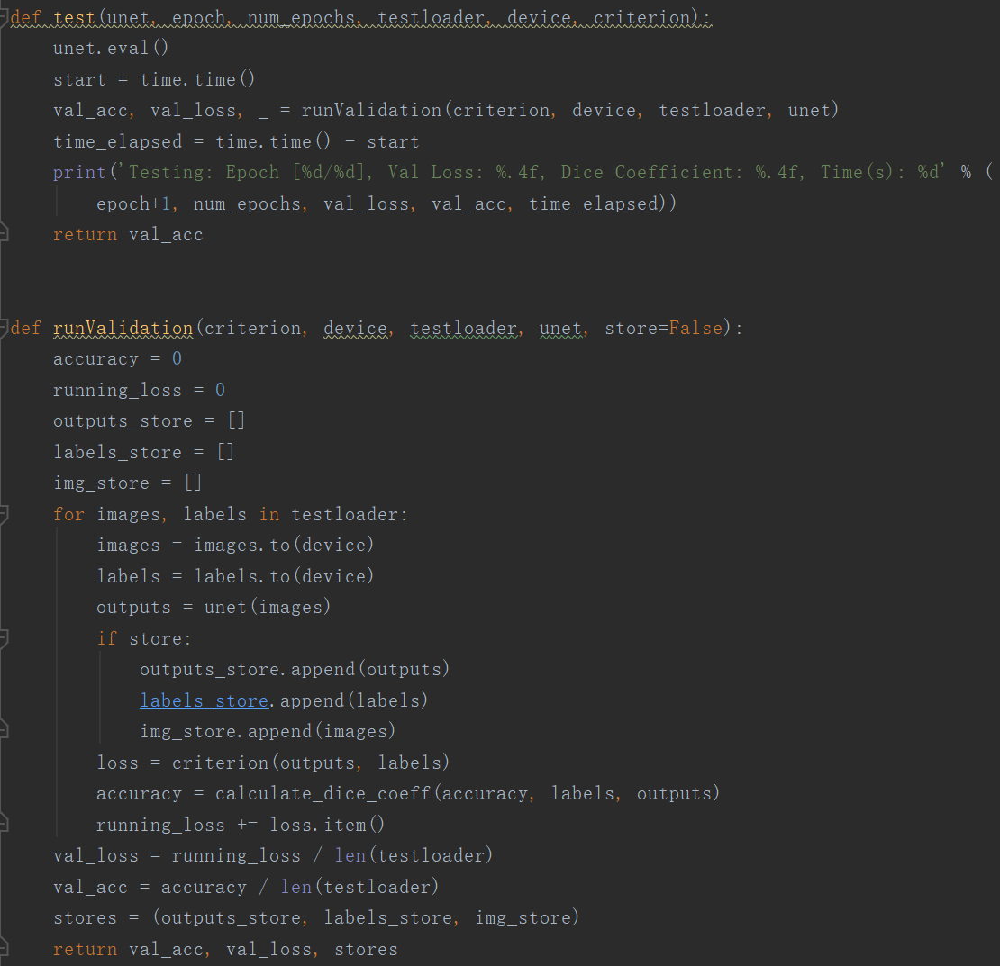 def test(unet, epoch, num_epochs, testloader, device, criterion):
    unet.eval()
    start = time.time()
    val_acc, val_loss, _ = runValidation(criterion, device, testloader, unet)
    time_elapsed = time.time() - start
    print('Testing: Epoch [%d/%d], Val Loss: %.4f, Dice Coefficient: %.4f, Time(s): %d' % (
        epoch+1, num_epochs, val_loss, val_acc, time_elapsed))
    return val_acc
def runValidation(criterion, device, testloader, unet, store=False):
    accuracy = 0
    running_loss = 0
    outputs_store = []
    labels_store = []
    img_store = []
    for images, labels in testloader:
        images = images.to(device)
        labels = labels.to(device)
        outputs = unet(images)
        if store:
            outputs_store.append(outputs)
            labels_store.append(labels)
            img_store.append(images)
        loss = criterion(outputs, labels)
        accuracy = calculate_dice_coeff(accuracy, labels, outputs)
        running_loss += loss.item()
    val_loss = running_loss / len(testloader)
    val_acc = accuracy / len(testloader)
    stores = (outputs_store, labels_store, img_store)
    return val_acc, val_loss, stores